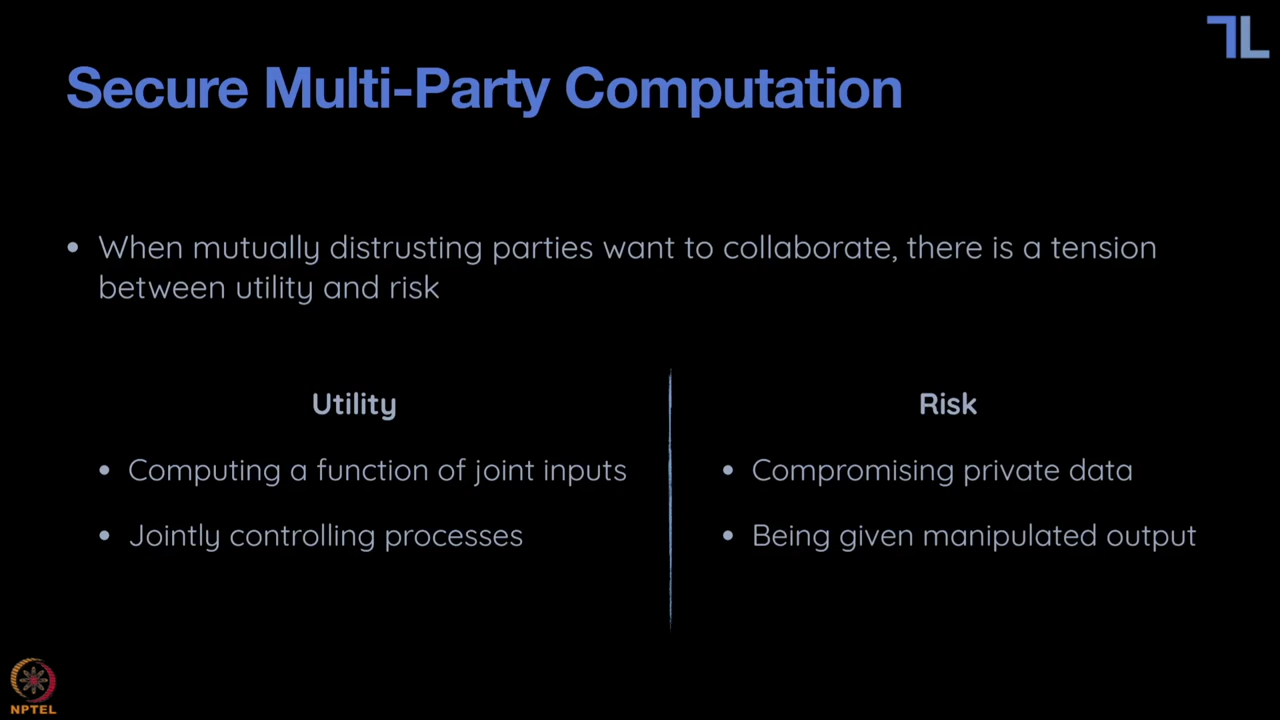 Secure Multi-Party Computation
• When mutually distrusting parties want to collaborate, there is a tension
between utility and risk
Utility
• Computing a function of joint inputs
• Jointly controlling processes
Risk
• Compromising private data
• Being given manipulated output
NPTEL